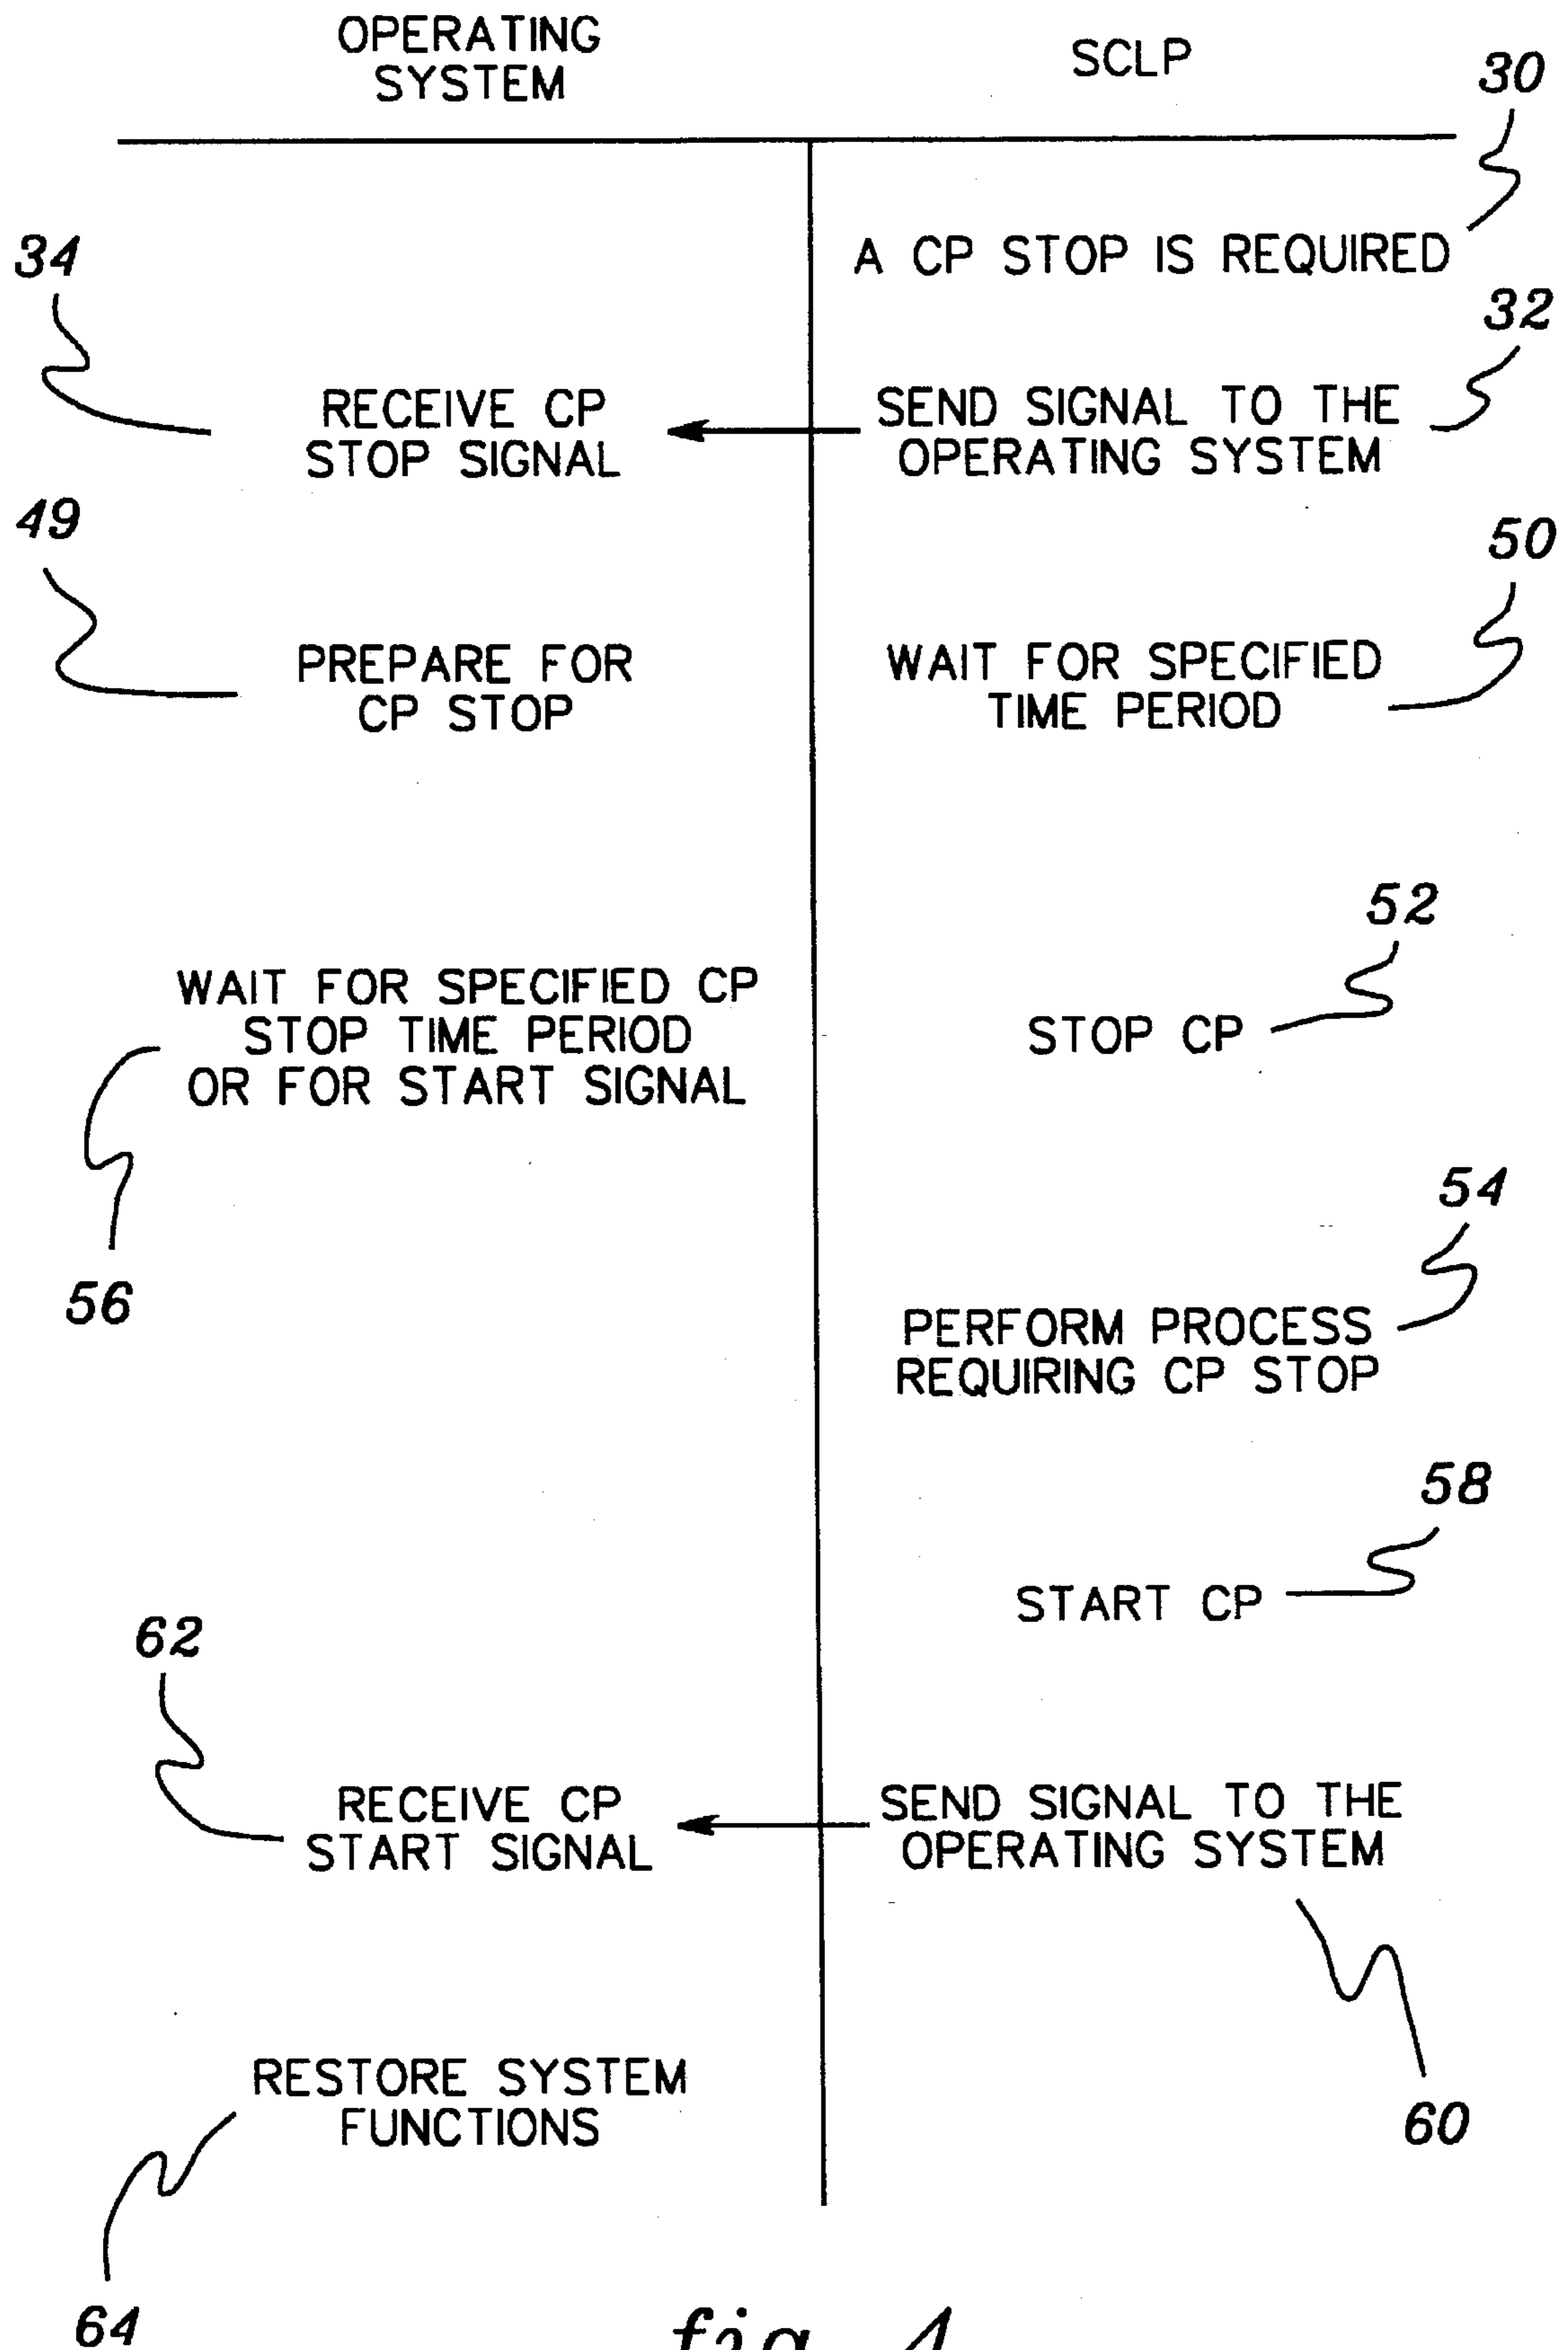 OPERATING
SYSTEM
SCLP
30
A CP STOP IS REQUIRED
34
32
RECEIVE CP
STOP SIGNAL
SEND SIGNAL TO THE
OPERATING SYSTEM
49
50
PREPARE FOR
CP STOP
WAIT FOR SPECIFIED
TIME PERIOD
52
WAIT FOR SPECIFIED CP
STOP TIME PERIOD
OR FOR START SIGNAL
STOP CP
54
56
PERFORM PROCESS
REQUIRING CP STOP
58
START CP
62
RECEIVE CP
START SIGNAL
SEND SIGNAL TO THE
OPERATING SYSTEM
RESTORE SYSTEM
FUNCTIONS
60
64
fig. 4